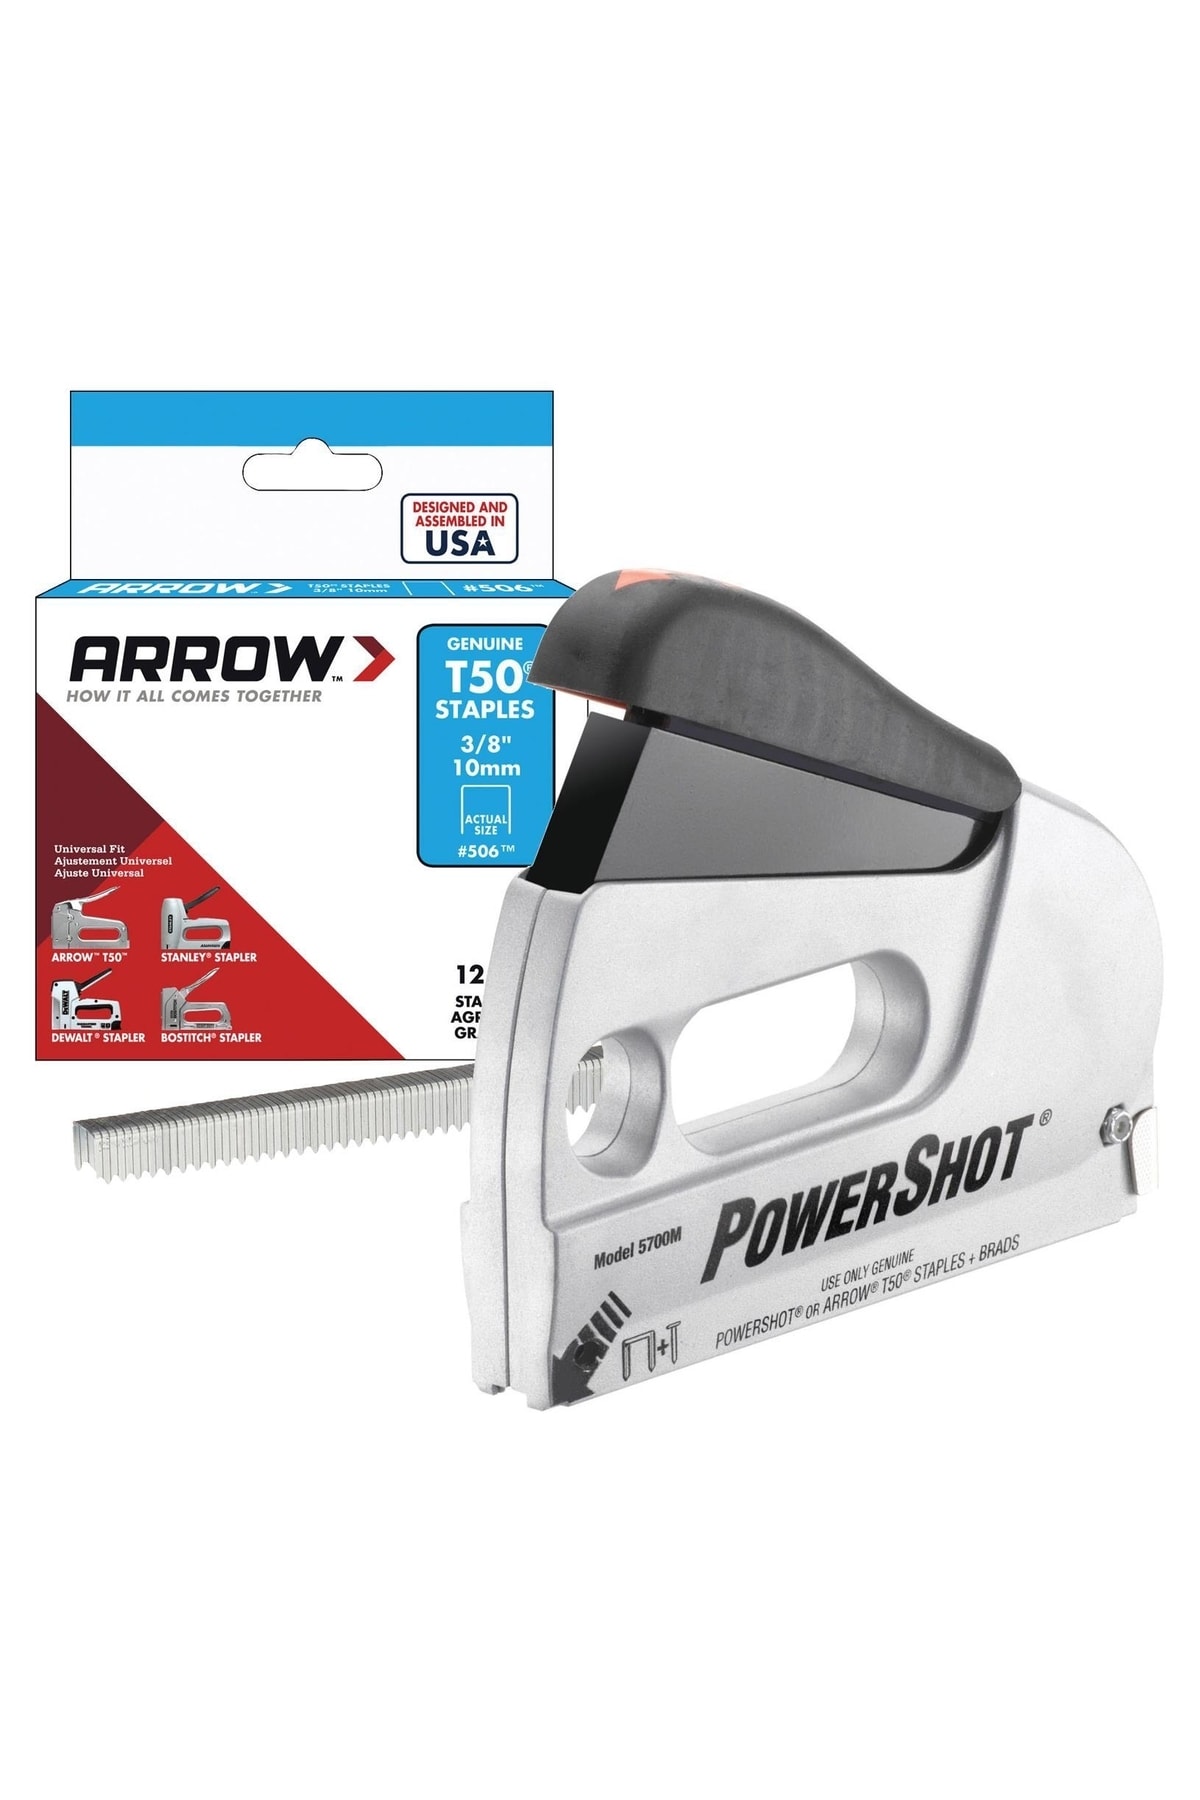 DESIGNED AND
ASSEMBLED IN
USA
ARROW™ T50™ STAPLES
3/8" 10mm
#506™
ARROW™
HOW IT ALL COMES TOGETHER
GENUINE
T50®
STAPLES
3/8"
10mm
ACTUAL
SIZE
#506™
Universal Fit
Ajustement Universel
Ajuste Universal
ARROW™ T50™
STANLEY® STAPLER
DEWALT® STAPLER
BOSTITCH® STAPLER
12
STA
AGR
GR
POWERSHOT®
Model 5700M
USE ONLY GENUINE
POWERSHOT® OR ARROW® T50® STAPLES + BRADS